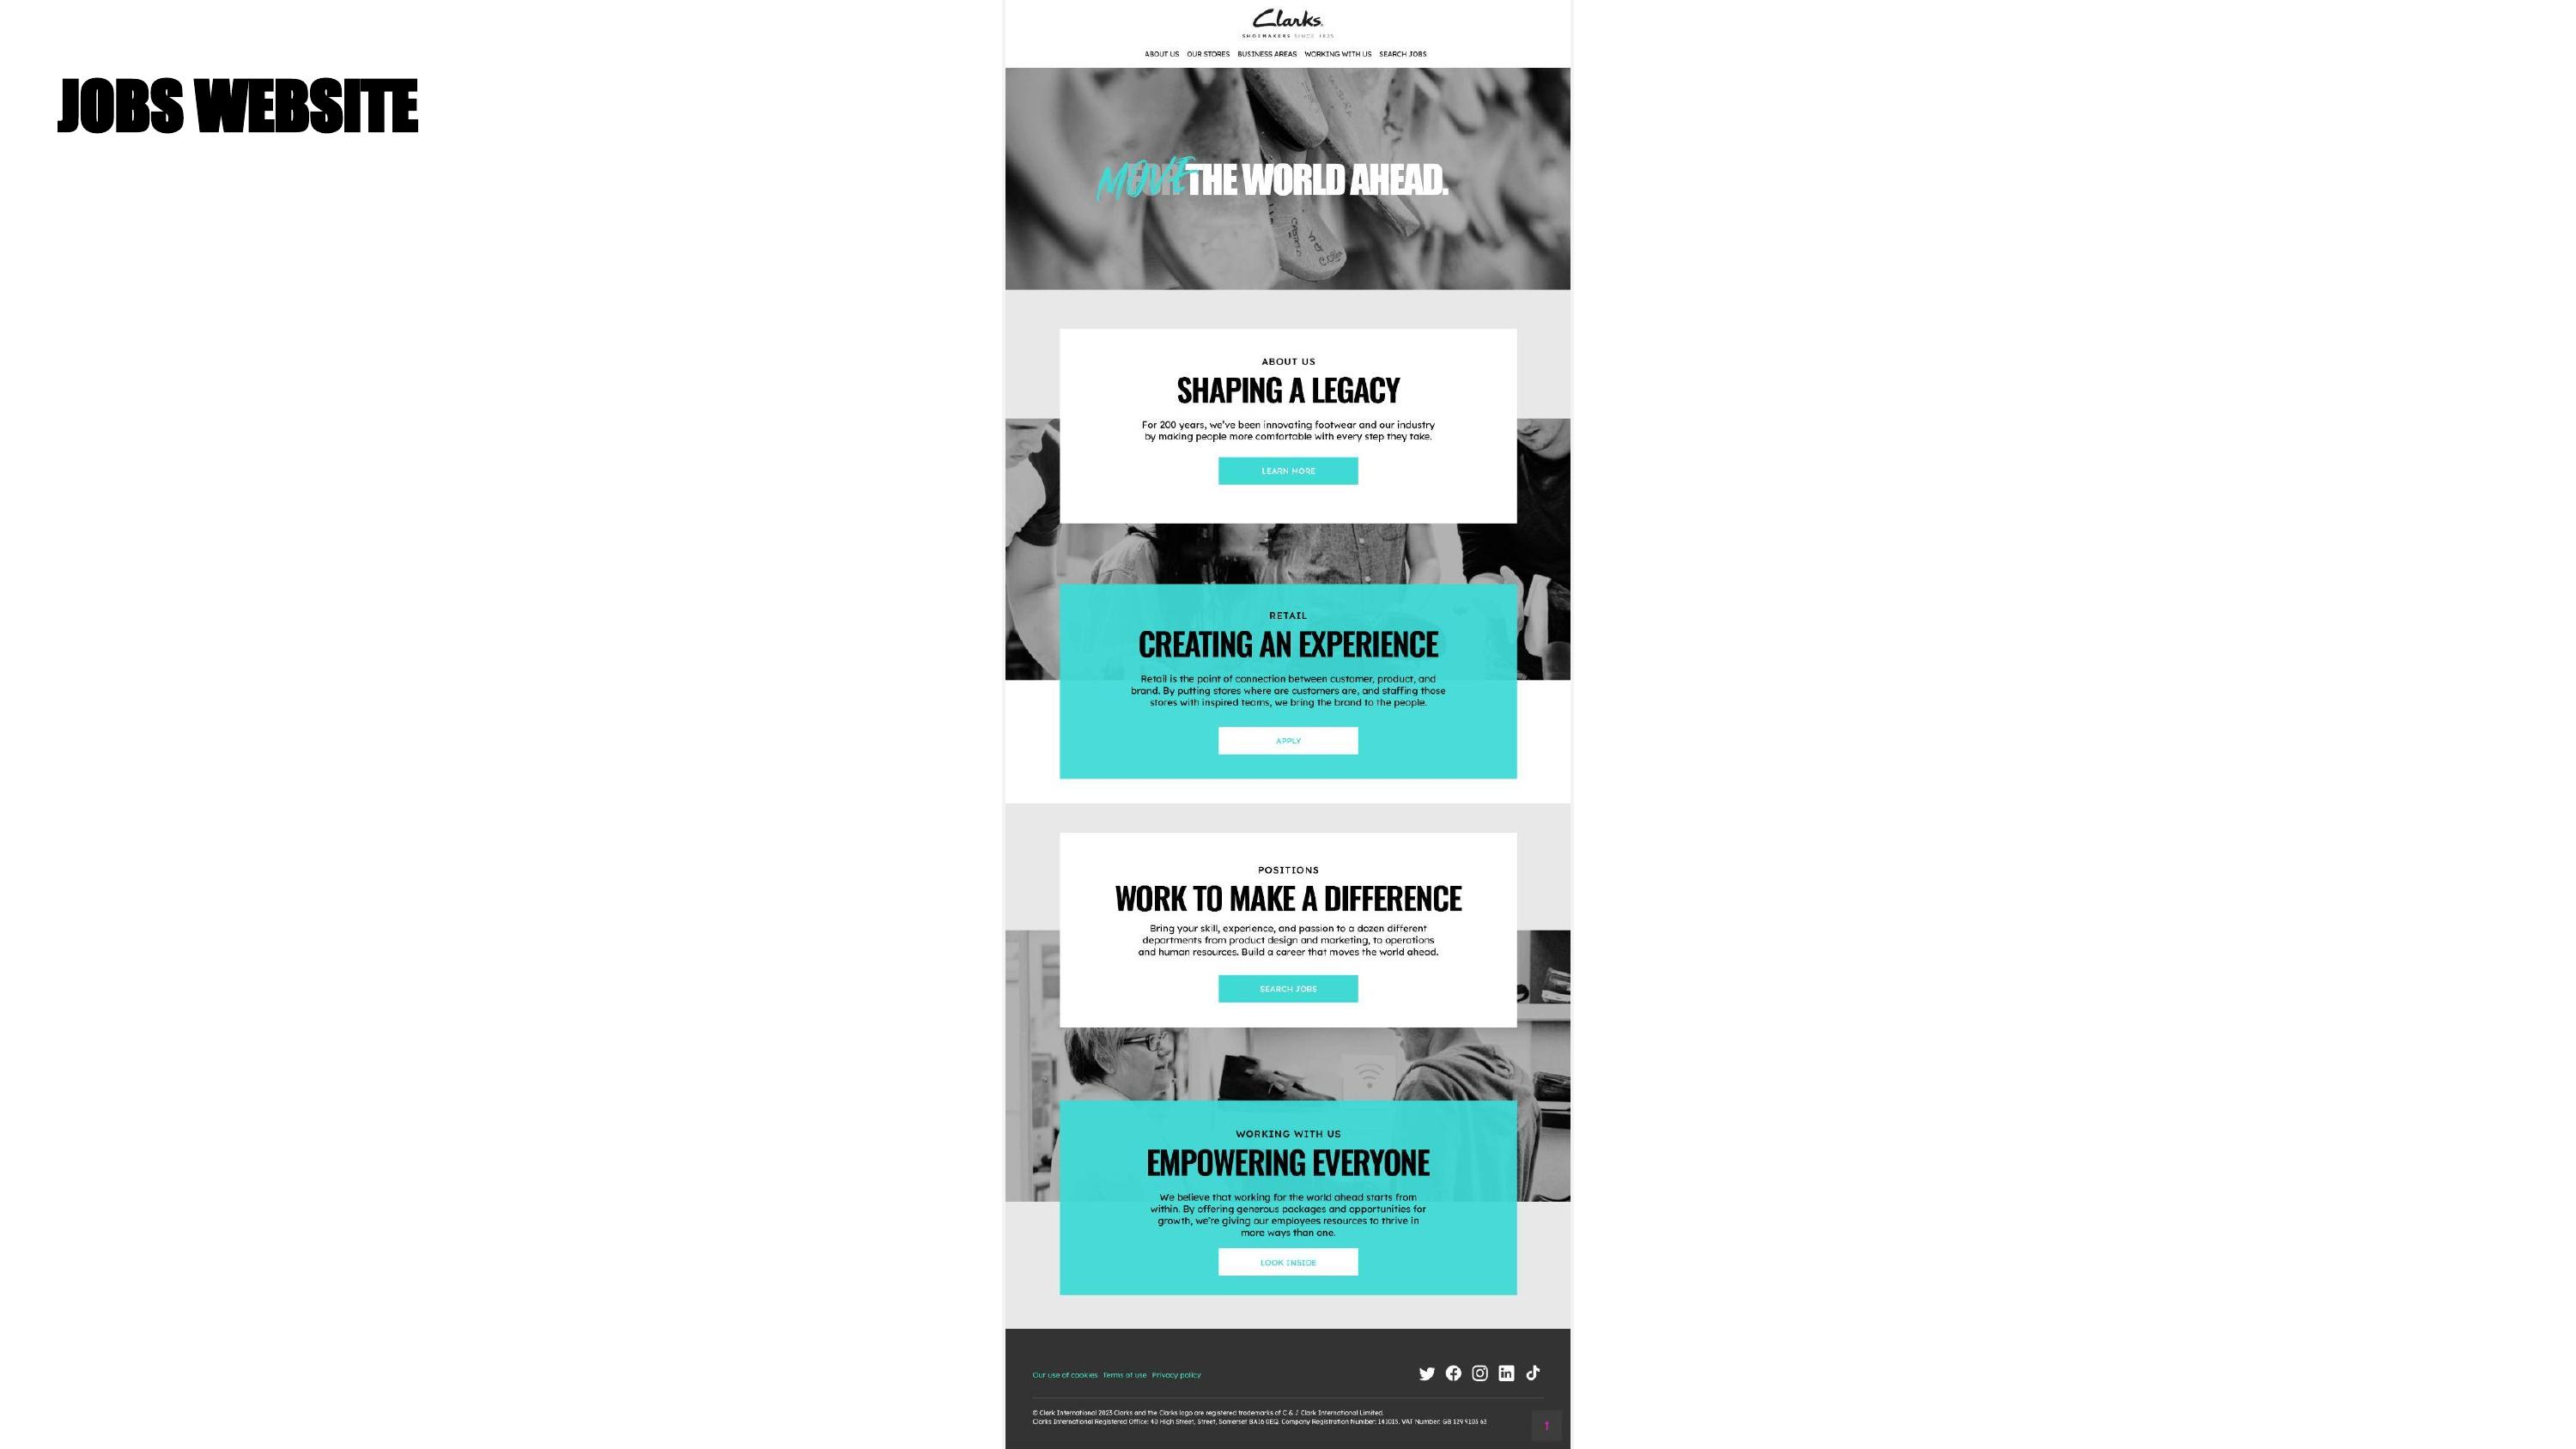 JOBS WEBSITE
Clarks
SHOEMAKERS SINCE 1825
ABOUT US OUR STORES BUSINESS AREAS WORKING WITH US SEARCH JOBS
MOVE THE WORLD AHEAD.
ABOUT US
SHAPING A LEGACY
For 200 years, we've been innovating footwear and our industry
by making people more comfortable with every step they take.
LEARN MORE
RETAIL
CREATING AN EXPERIENCE
Retail is the point of connection between customer, product, and
brand. By putting stores where are customers are, and staffing those
stores with inspired teams, we bring the brand to the people.
APPLY
POSITIONS
WORK TO MAKE A DIFFERENCE
Bring your skill, experience, and passion to a dozen different
departments from product design and marketing, to operations
and human resources. Build a career that moves the world ahead.
SEARCH JOBS
WORKING WITH US
EMPOWERING EVERYONE
We believe that working for the world ahead starts from
within. By offering generous packages and opportunities for
growth, we're giving our employees resources to thrive in
more ways than one.
LOOK INSIDE
Our use of cookies Terms of use Privacy policy
© Clark International 2023 Clarks and the Clarks logo are registered trademarks of C & J Clark International Limited.
Clarks International Registered Office: 40 High Street, Street, Somerset BA16 0EQ. Company Registration Number: 141015. VAT Number: GB 129 9103 63